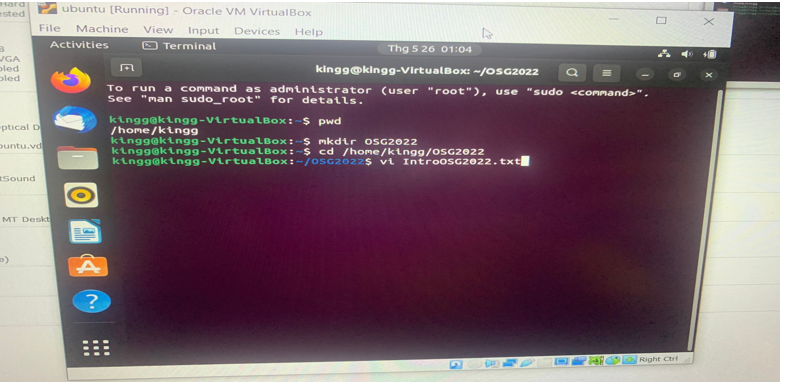 ubuntu [Running] - Oracle VM VirtualBox
File Machine View Input Devices Help
Activities Terminal Thg 5 26 01:04
kingg@kingg-VirtualBox: ~/OSG2022
To run a command as administrator (user "root"), use "sudo <command>".
See "man sudo_root" for details.
kingg@kingg-VirtualBox:~$ pwd
/home/kingg
kingg@kingg-VirtualBox:~$ mkdir OSG2022
kingg@kingg-VirtualBox:~$ cd /home/kingg/OSG2022
kingg@kingg-VirtualBox:~/OSG2022$ vi IntroOSG2022.txt
Right Ctrl